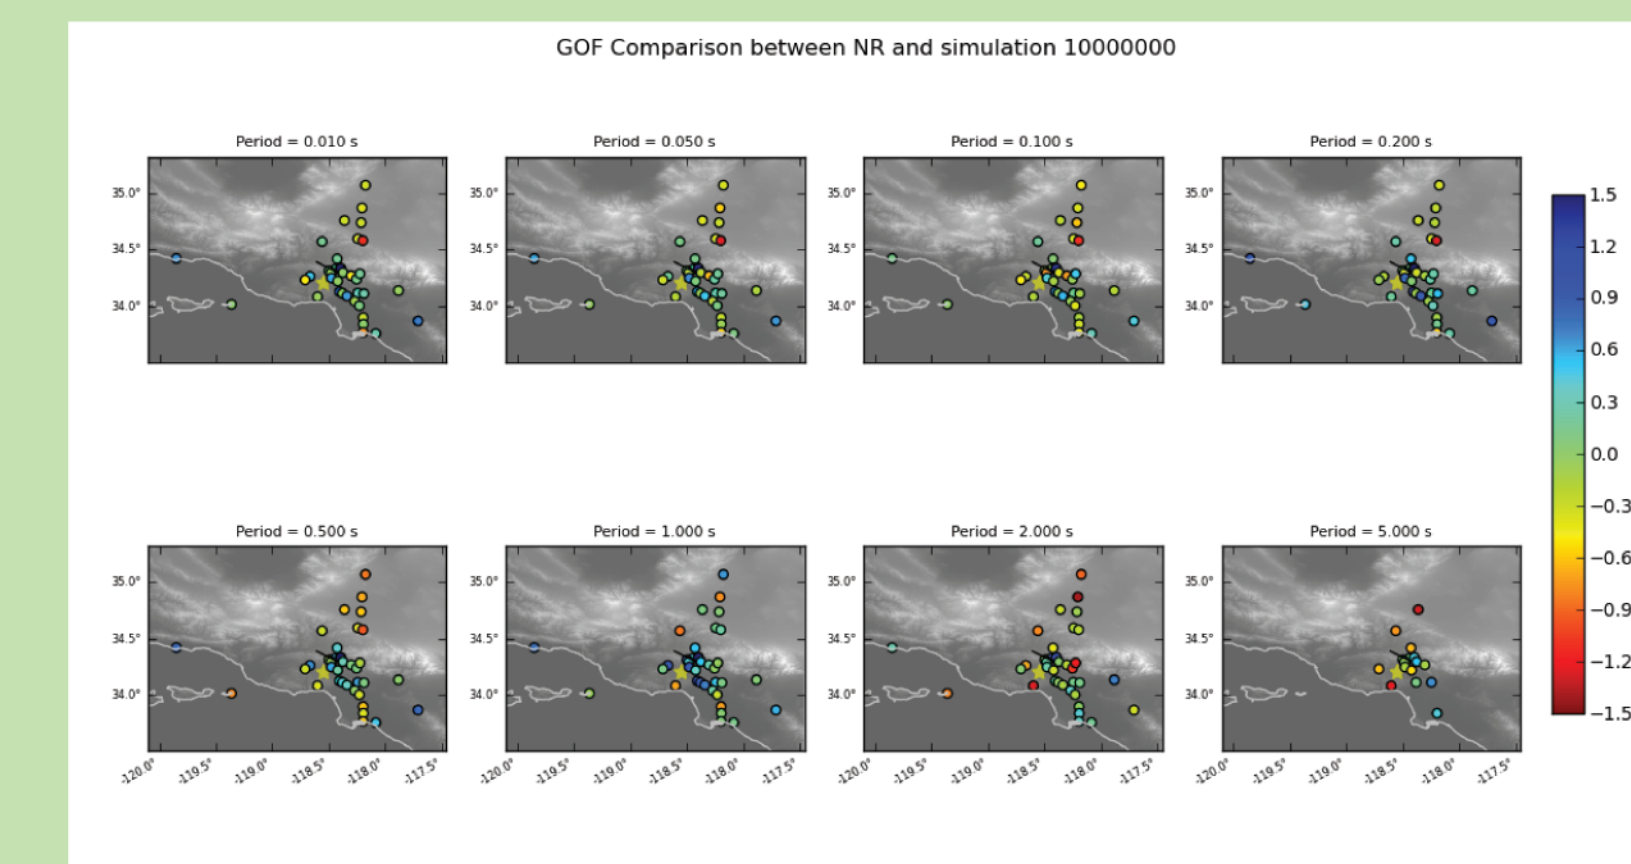 GOF Comparison between NR and simulation 10000000
Period = 0.010 s
Period = 0.050 s
Period = 0.100 s
Period = 0.200 s
35.0°
34.5°
34.0°
35.0°
34.5°
34.0°
35.0°
34.5°
34.0°
35.0°
34.5°
34.0°
1.5
1.2
0.9
0.6
0.3
0.0
−0.3
−0.6
−0.9
−1.2
−1.5
Period = 0.500 s
Period = 1.000 s
Period = 2.000 s
Period = 5.000 s
35.0°
34.5°
34.0°
35.0°
34.5°
34.0°
35.0°
34.5°
34.0°
35.0°
34.5°
34.0°
-120.0° -119.5° -119.0° -118.5° -118.0° -117.5°
-120.0° -119.5° -119.0° -118.5° -118.0° -117.5°
-120.0° -119.5° -119.0° -118.5° -118.0° -117.5°
-120.0° -119.5° -119.0° -118.5° -118.0° -117.5°